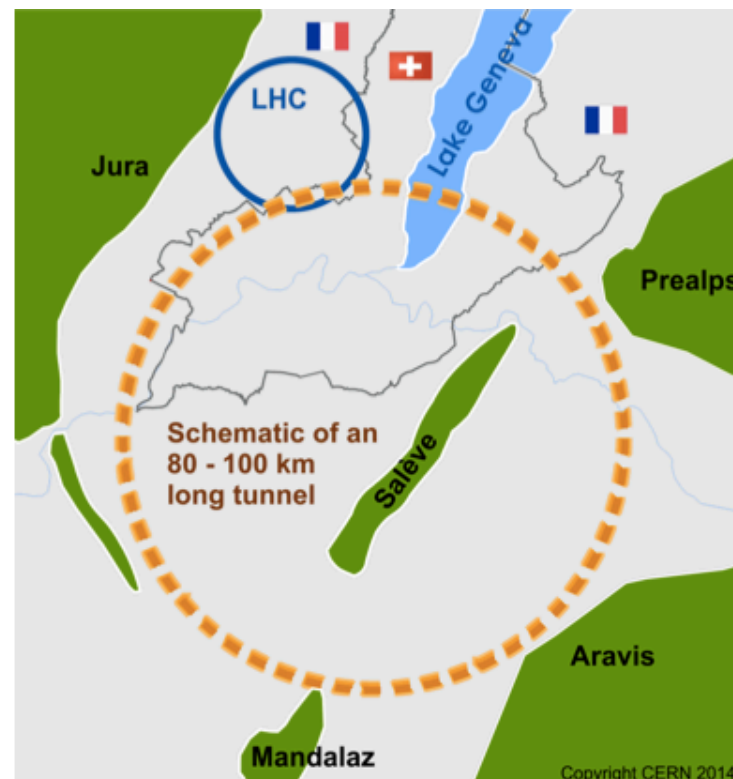 LHC
Lake Geneva
Jura
Prealps
Schematic of an
80 - 100 km
long tunnel
Salève
Aravis
Mandalaz
Copyright CERN 2014